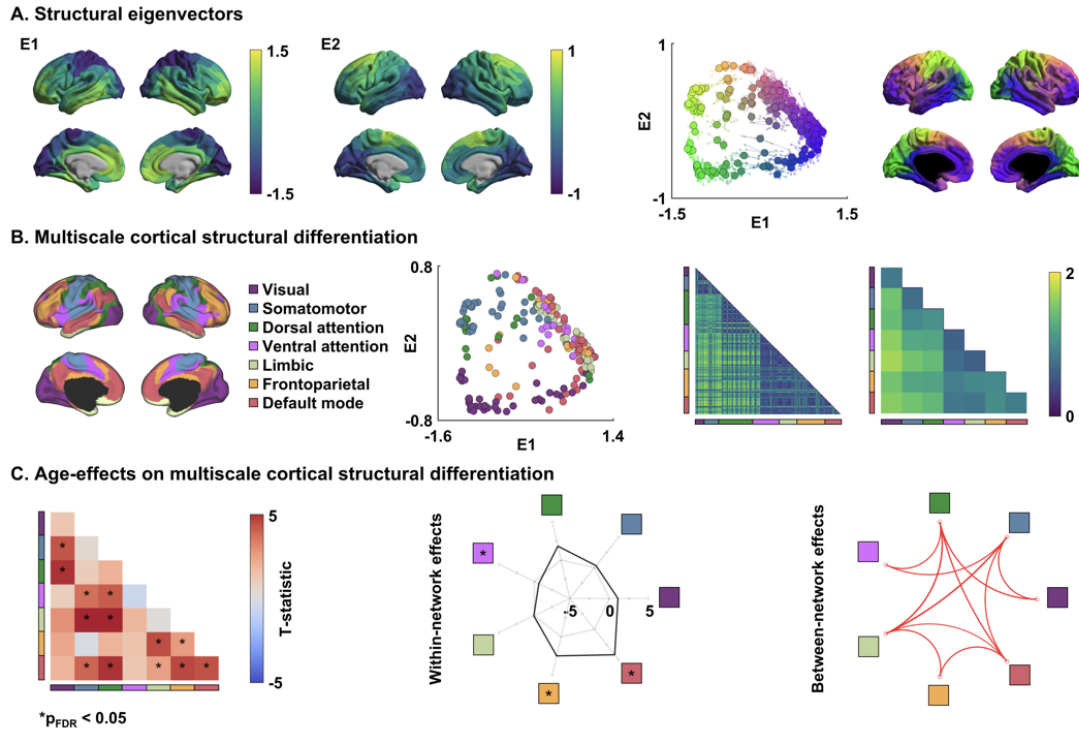 A. Structural eigenvectors
E1
1.5
-1.5
E2
1
-1
1
E2
-1
-1.5
1.5
E1
B. Multiscale cortical structural differentiation
Visual
Somatomotor
Dorsal attention
Ventral attention
Limbic
Frontoparietal
Default mode
0.8
E2
-0.8
-1.6
1.4
E1
2
0
C. Age-effects on multiscale cortical structural differentiation
*
*
* *
* *
* *
* * * * * *
5
T-statistic
-5
*pFDR < 0.05
Within-network effects
*
-5 0 5
*
*
Between-network effects